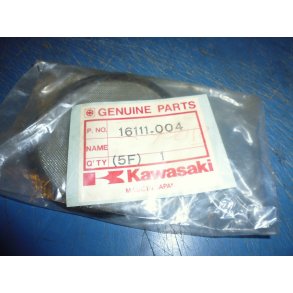 GENUINE PARTS
P. NO. 16111-004
NAME
Q'TY (5F) 1
Kawasaki